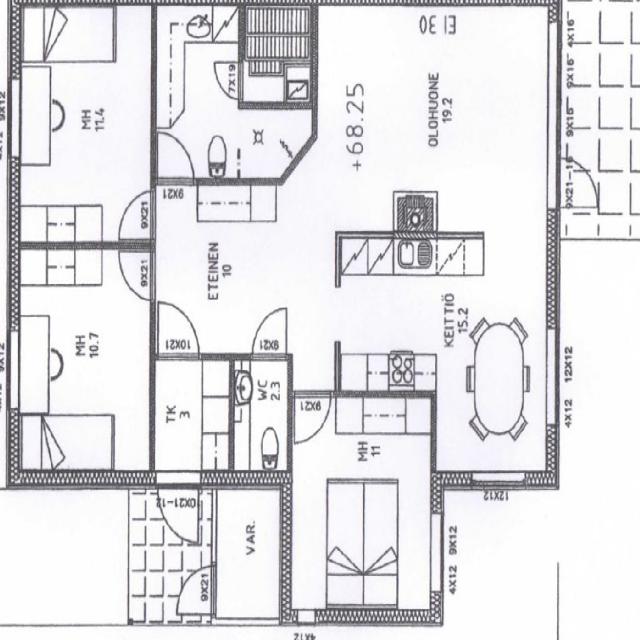 MH
11.4
9X12
4X12
7X19
EI 30
+68.25
OLOHUONE
19.2
4X16
9X16
9X16
9X21-16
9X21
9X21
9X21
ETEINEN
10
MH
10.7
9X12
4X12
10X21
9X21
KEITTIÖ
15.2
12X12
4X12
TK
3
WC
2.3
9X21
MH
11
12X12
10X21-12
VAR.
9X21
9X12
4X12
4X12